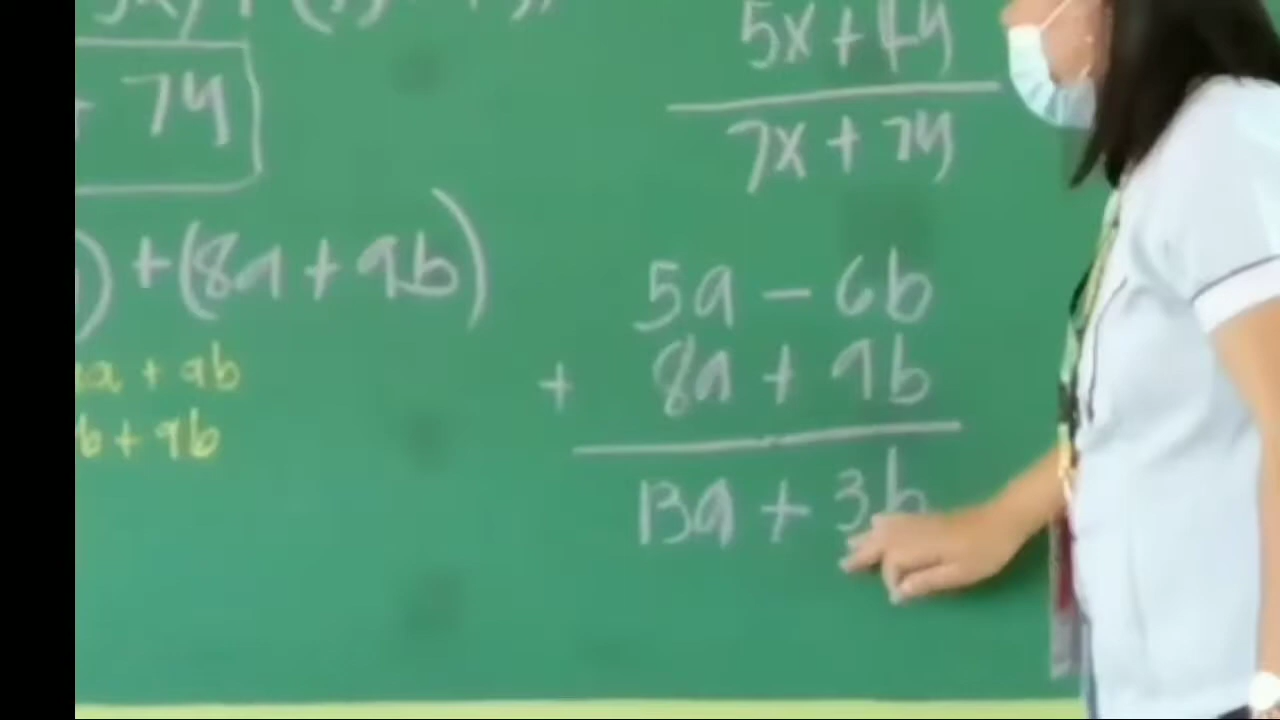 + 7y
+ (8a + 9b)
a + 9b
b + 9b
5x + 4y
7x + 7y
5a - 6b
+ 8a + 9b
13a + 3b